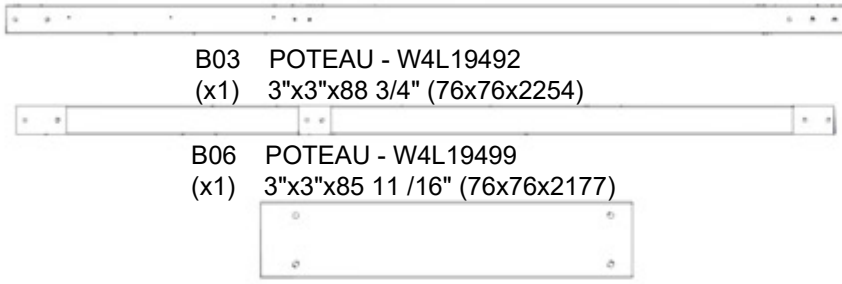 B03 POTEAU - W4L19492
(x1) 3"x3"x88 3/4" (76x76x2254)
B06 POTEAU - W4L19499
(x1) 3"x3"x85 11 /16" (76x76x2177)